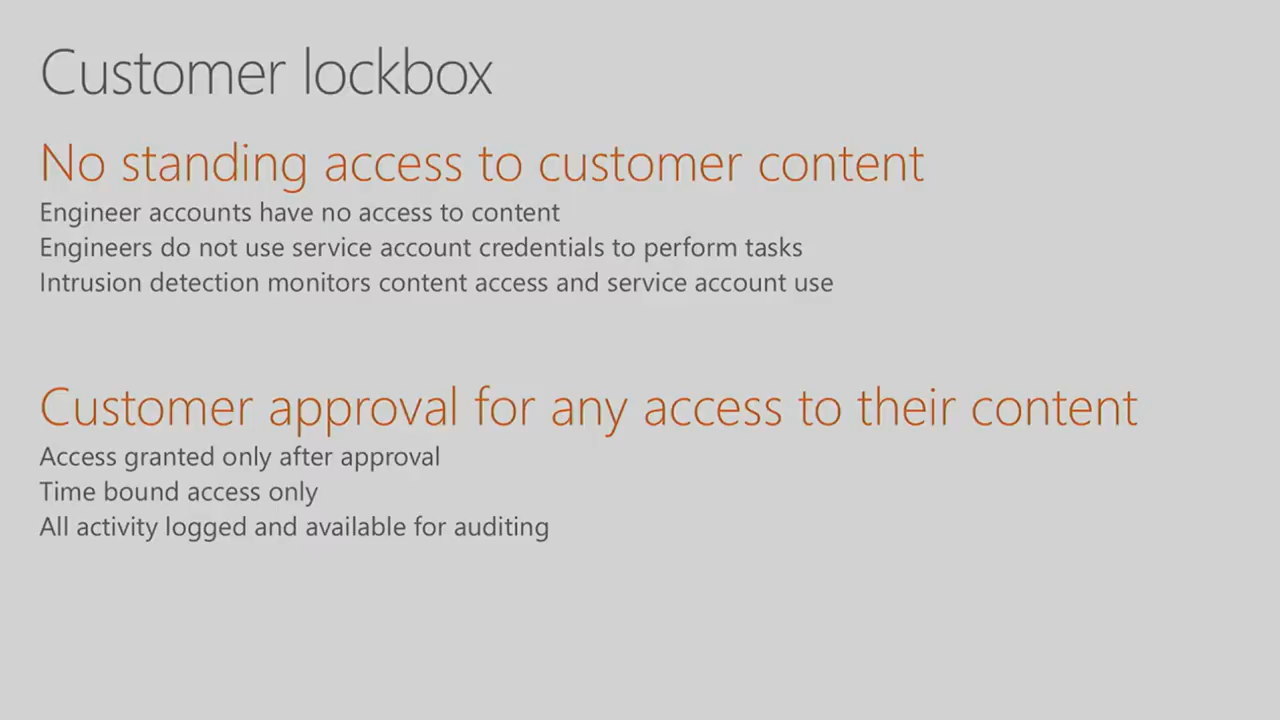 Customer lockbox
No standing access to customer content
Engineer accounts have no access to content
Engineers do not use service account credentials to perform tasks
Intrusion detection monitors content access and service account use
Customer approval for any access to their content
Access granted only after approval
Time bound access only
All activity logged and available for auditing